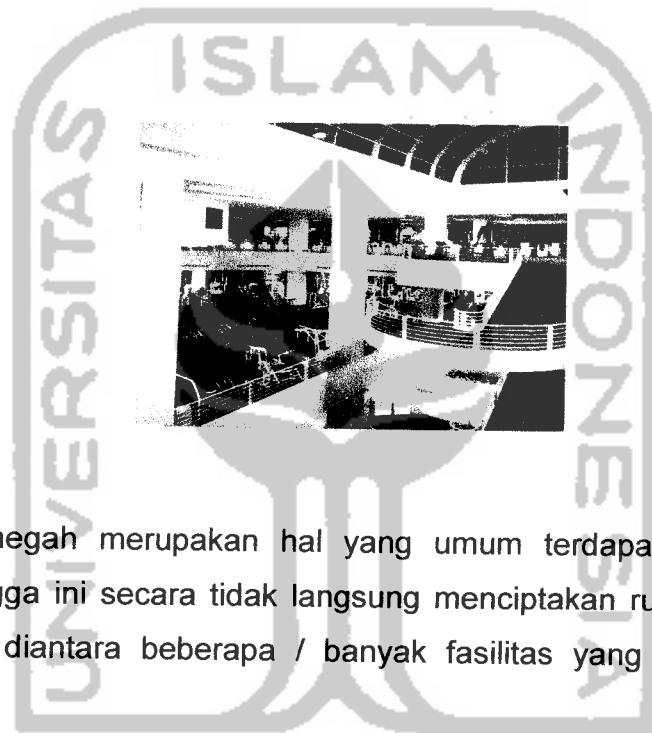 ISLAM
UNIVERSITAS
INDONESIA
negah merupakan hal yang umum terdapa
gga ini secara tidak langsung menciptakan ru
diantara beberapa / banyak fasilitas yang